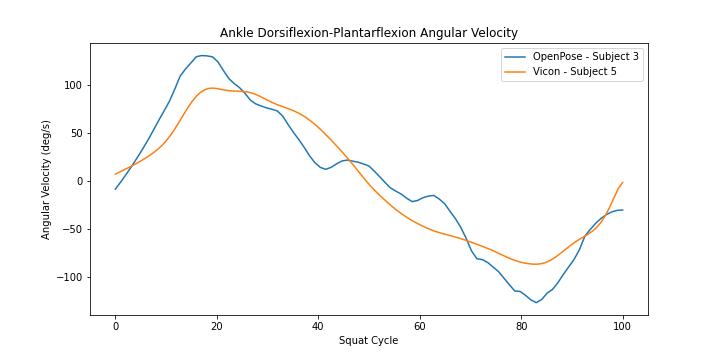 Ankle Dorsiflexion-Plantarflexion Angular Velocity
OpenPose - Subject 3
Vicon - Subject 5
Angular Velocity (deg/s)
100
50
0
−50
−100
0 20 40 60 80 100
Squat Cycle